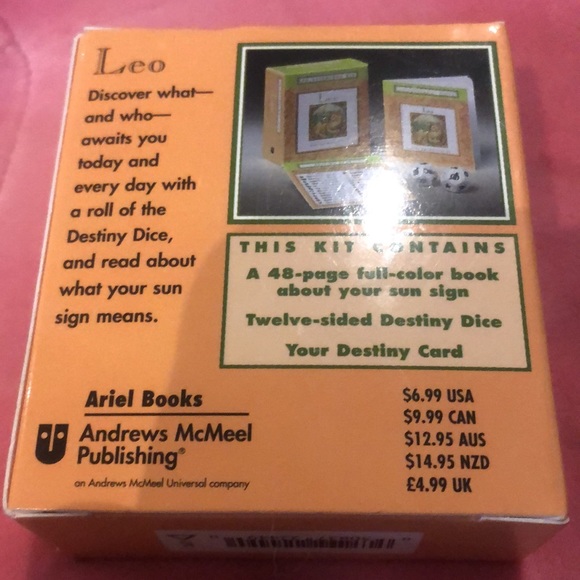 Leo
Discover what—
and who—
awaits you
today and
every day with
a roll of the
Destiny Dice,
and read about
what your sun
sign means.
Leo
THIS KIT CONTAINS
A 48-page full-color book
about your sun sign
Twelve-sided Destiny Dice
Your Destiny Card
Ariel Books
Andrews McMeel
Publishing®
an Andrews McMeel Universal company
$6.99 USA
$9.99 CAN
$12.95 AUS
$14.95 NZD
£4.99 UK